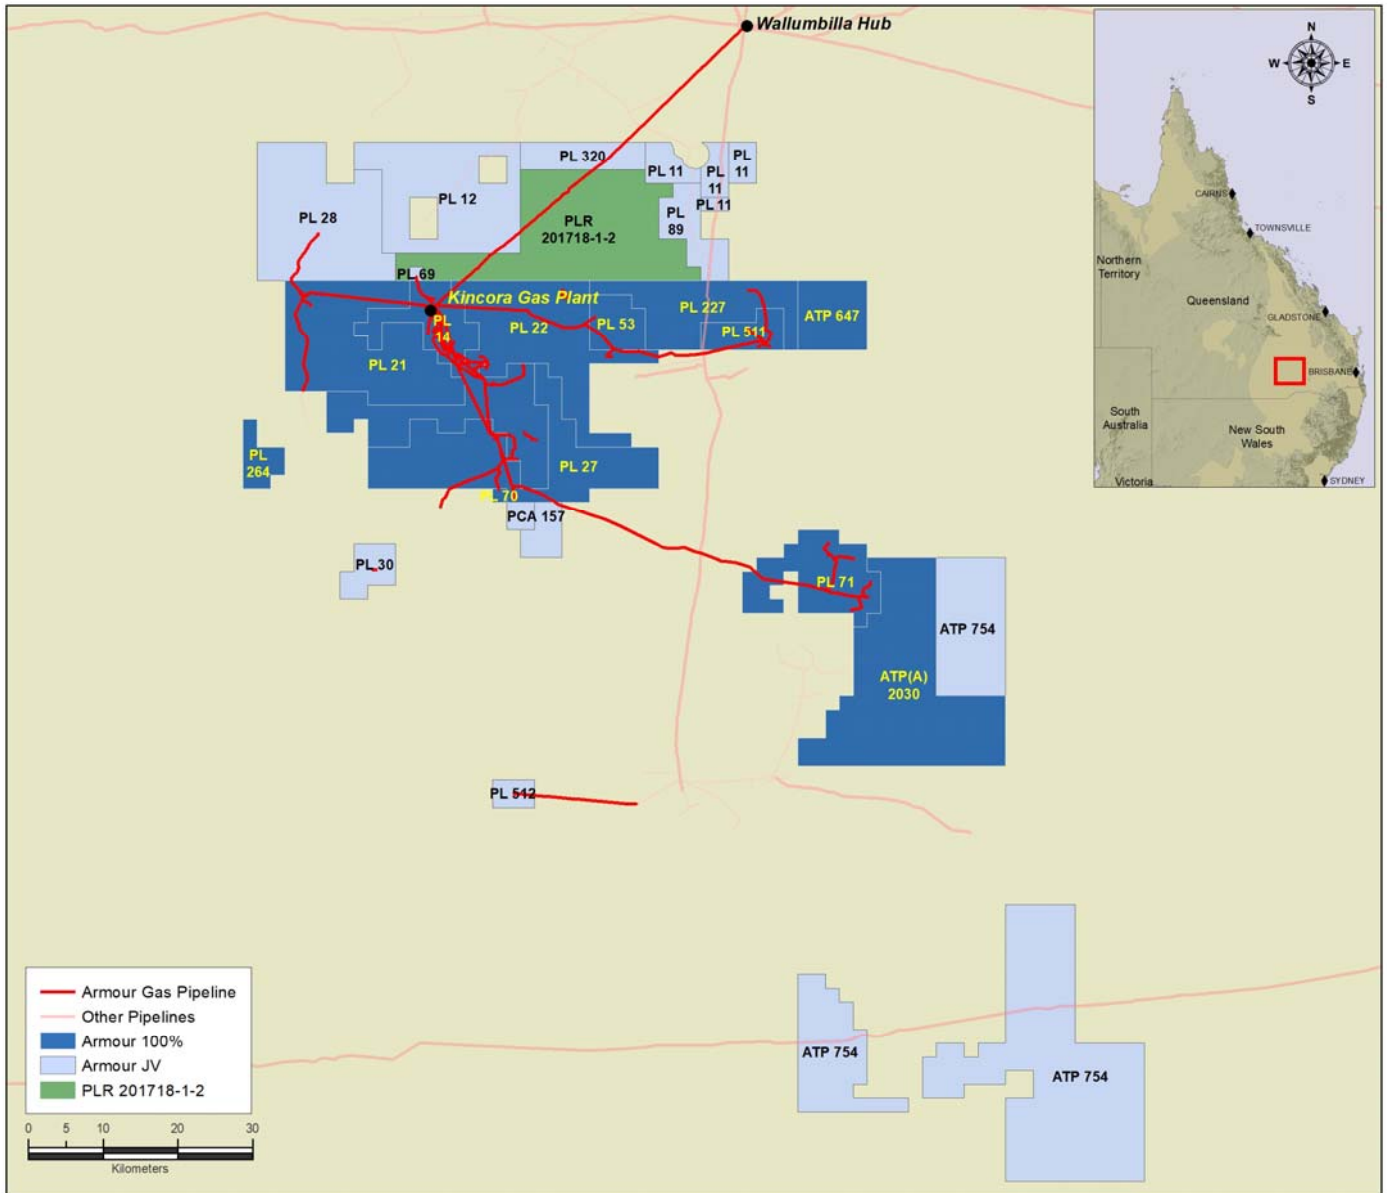 Wallumbilla Hub
N
W
E
S
CAIRNS
TOWNSVILLE
Northern
Territory
Queensland
GLADSTONE
BRISBANE
South
Australia
New South
Wales
Victoria
SYDNEY
PL 320
PL 11
PL
11
PL
11
PL 11
PL 12
PL 28
PLR
201718-1-2
PL
89
PL 69
Kincora Gas Plant
PL
14
PL 22
PL 53
PL 227
PL 511
ATP 647
PL 21
PL
264
PL 27
PL 70
PCA 157
PL 30
PL 71
ATP 754
ATP(A)
2030
PL 512
ATP 754
ATP 754
Armour Gas Pipeline
Other Pipelines
Armour 100%
Armour JV
PLR 201718-1-2
0 5 10 20 30
Kilometers